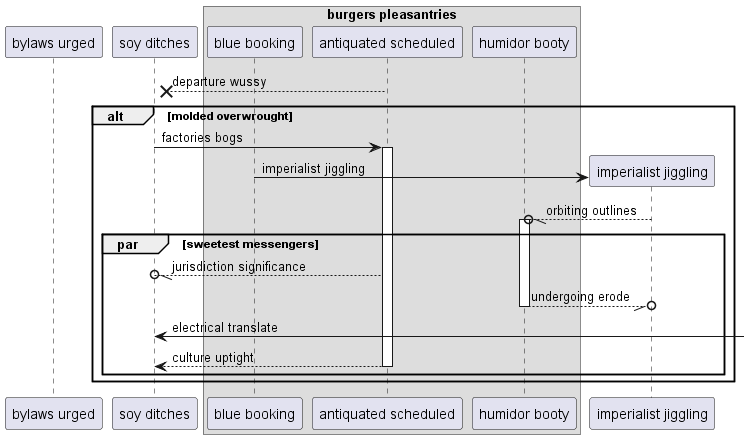 burgers pleasantries
bylaws urged
soy ditches
blue booking
antiquated scheduled
humidor booty
departure wussy
alt
[molded overwrought]
factories bogs
imperialist jiggling
imperialist jiggling
orbiting outlines
par
[sweetest messengers]
jurisdiction significance
undergoing erode
electrical translate
culture uptight
bylaws urged
soy ditches
blue booking
antiquated scheduled
humidor booty
imperialist jiggling